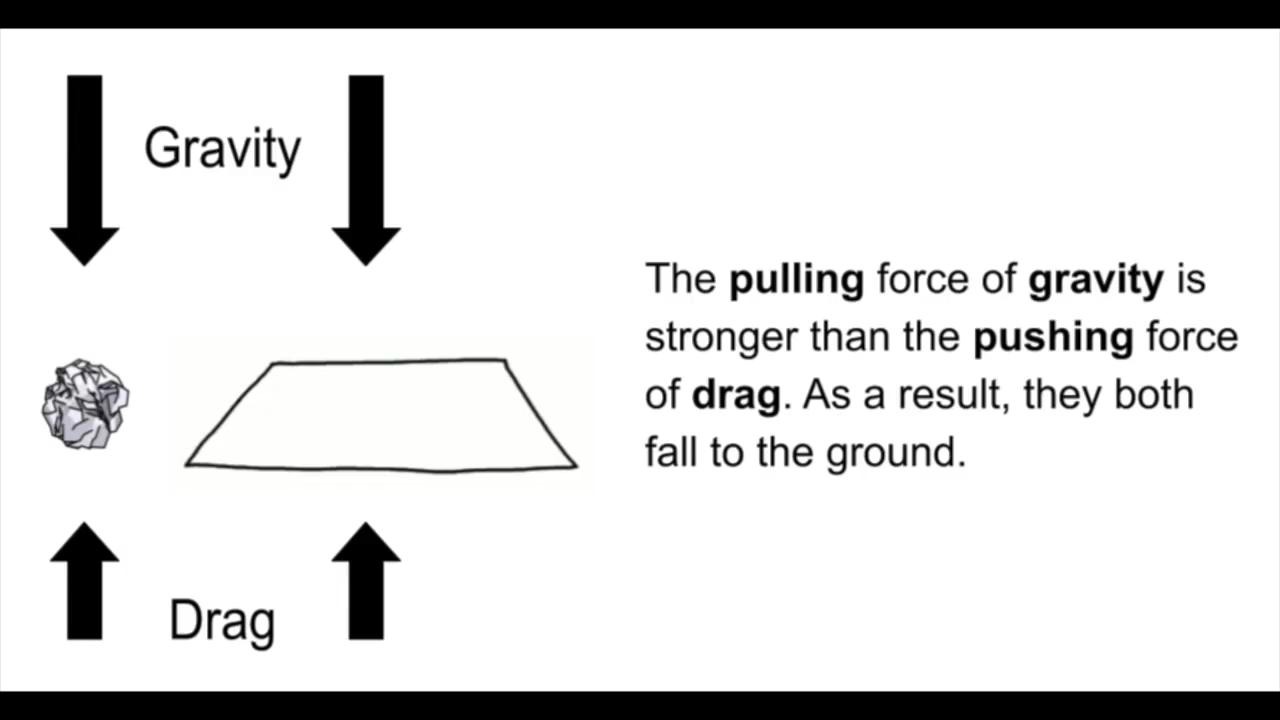 Gravity
The pulling force of gravity is
stronger than the pushing force
of drag. As a result, they both
fall to the ground.
Drag